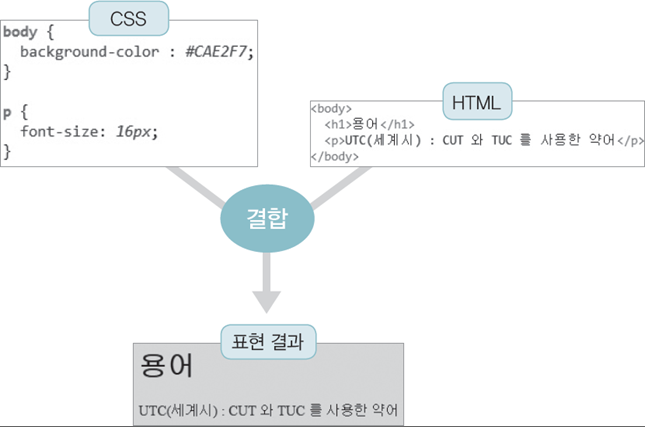 CSS
body {
background-color : #CAE2F7;
}
p {
font-size: 16px;
}
HTML
<body>
<h1>용어</h1>
<p>UTC(세계시) : CUT 와 TUC 를 사용한 약어</p>
</body>
결합
표현 결과
용어
UTC(세계시) : CUT 와 TUC 를 사용한 약어